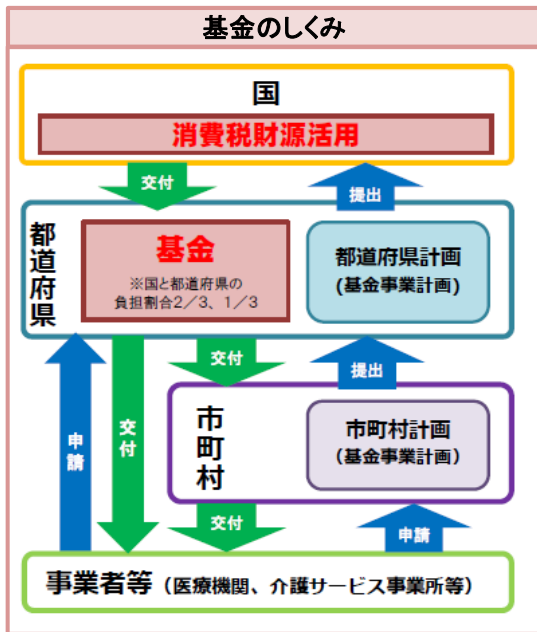 基金のしくみ
国
消費税財源活用
交付
提出
都道府県
基金
※国と都道府県の
負担割合2／3、1／3
都道府県計画
(基金事業計画)
交付
提出
申請
交付
市町村
市町村計画
(基金事業計画)
交付
申請
事業者等（医療機関、介護サービス事業所等）